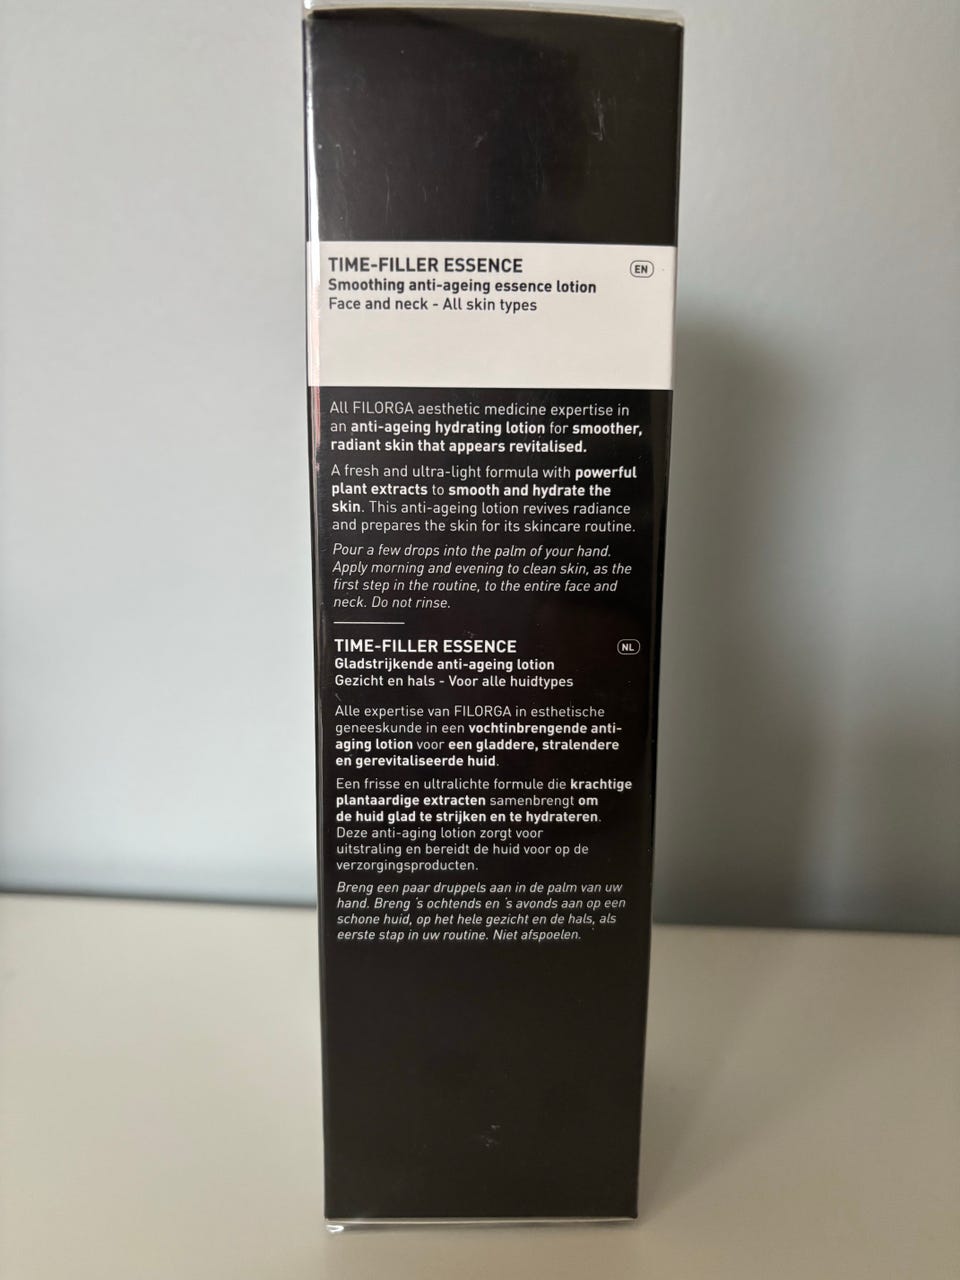 TIME-FILLER ESSENCE
EN
Smoothing anti-ageing essence lotion
Face and neck - All skin types
All FILORGA aesthetic medicine expertise in
an anti-ageing hydrating lotion for smoother,
radiant skin that appears revitalised.
A fresh and ultra-light formula with powerful
plant extracts to smooth and hydrate the
skin. This anti-ageing lotion revives radiance
and prepares the skin for its skincare routine.
Pour a few drops into the palm of your hand.
Apply morning and evening to clean skin, as the
first step in the routine, to the entire face and
neck. Do not rinse.
TIME-FILLER ESSENCE
NL
Gladstrijkende anti-ageing lotion
Gezicht en hals - Voor alle huidtypes
Alle expertise van FILORGA in esthetische
geneeskunde in een vochtinbrengende anti-
aging lotion voor een gladdere, stralendere
en gerevitaliseerde huid.
Een frisse en ultralichte formule die krachtige
plantaardige extracten samenbrengt om
de huid glad te strijken en te hydrateren.
Deze anti-aging lotion zorgt voor
uitstraling en bereidt de huid voor op de
verzorgingsproducten.
Breng een paar druppels aan in de palm van uw
hand. Breng 's ochtends en 's avonds aan op een
schone huid, op het hele gezicht en de hals, als
eerste stap in uw routine. Niet afspoelen.